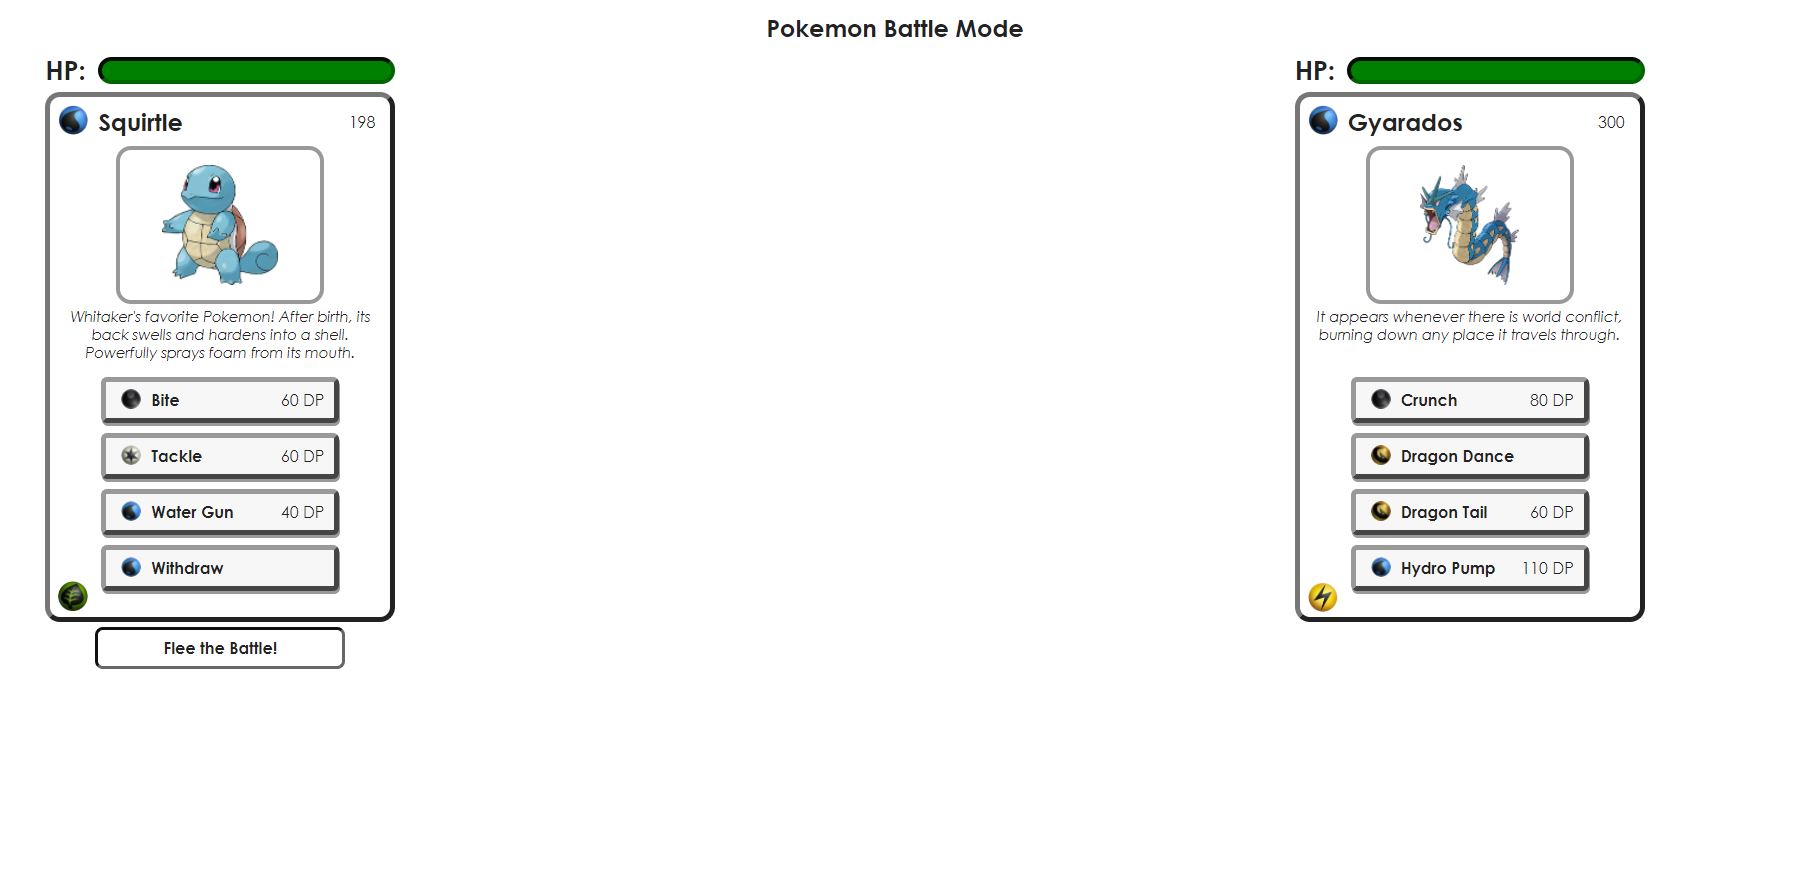 Pokemon Battle Mode
HP:
Squirtle 198
Whitaker's favorite Pokemon! After birth, its
back swells and hardens into a shell.
Powerfully sprays foam from its mouth.
Bite 60 DP
Tackle 60 DP
Water Gun 40 DP
Withdraw
Flee the Battle!
HP:
Gyarados 300
It appears whenever there is world conflict,
burning down any place it travels through.
Crunch 80 DP
Dragon Dance
Dragon Tail 60 DP
Hydro Pump 110 DP